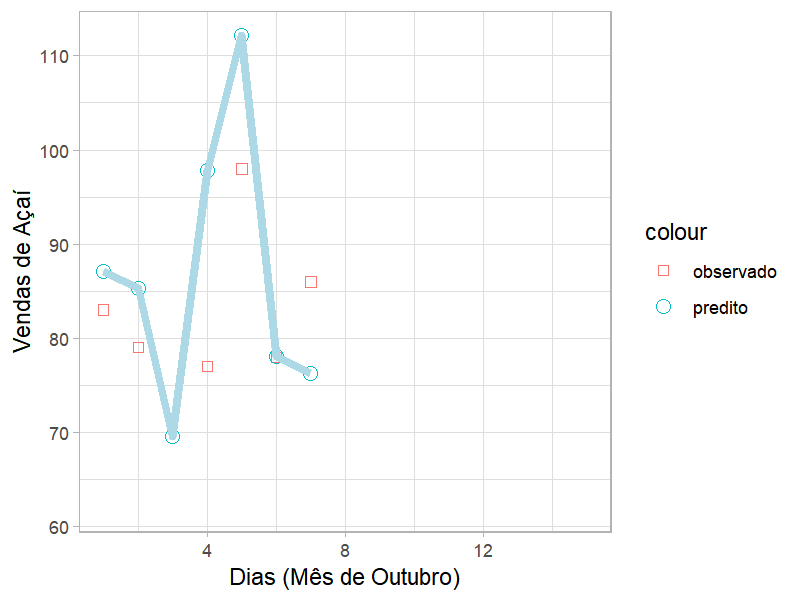 110
100
90
80
70
60
Vendas de Açaí
4
8
12
Dias (Mês de Outubro)
colour
observado
predito